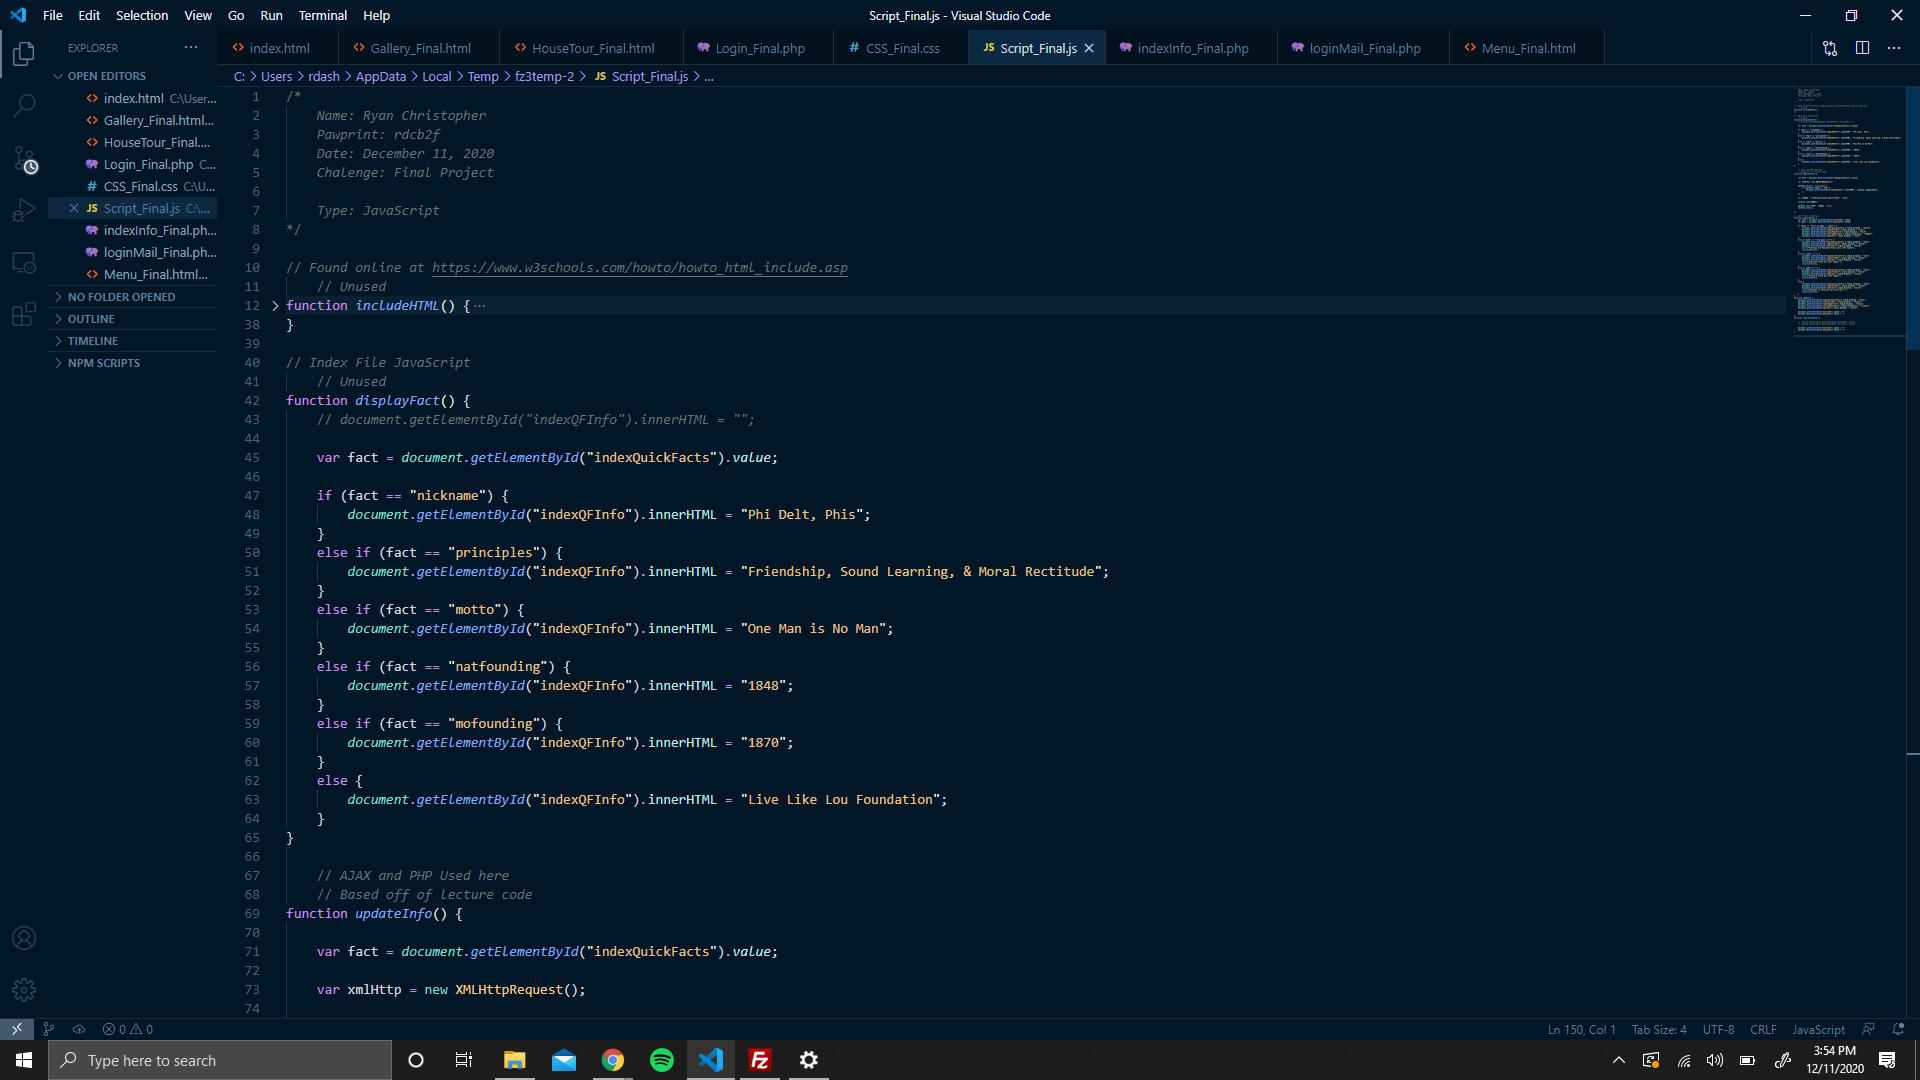 File Edit Selection View Go Run Terminal Help
Script_Final.js - Visual Studio Code
EXPLORER
index.html
Gallery_Final.html
HouseTour_Final.html
Login_Final.php
CSS_Final.css
Script_Final.js
indexInfo_Final.php
loginMail_Final.php
Menu_Final.html
OPEN EDITORS
index.html C:\User...
Gallery_Final.html...
HouseTour_Final....
Login_Final.php C...
CSS_Final.css C:\U...
Script_Final.js C:\...
indexInfo_Final.ph...
loginMail_Final.ph...
Menu_Final.html...
NO FOLDER OPENED
OUTLINE
TIMELINE
NPM SCRIPTS
C: > Users > rdash > AppData > Local > Temp > fz3temp-2 > JS Script_Final.js > ...
1 /*
2 Name: Ryan Christopher
3 Pawprint: rdcb2f
4 Date: December 11, 2020
5 Chalenge: Final Project
6
7 Type: JavaScript
8 */
9
10 // Found online at https://www.w3schools.com/howto/howto_html_include.asp
11 // Unused
12 function includeHTML() { ...
38 }
39
40 // Index File JavaScript
41 // Unused
42 function displayFact() {
43 // document.getElementById("indexQFInfo").innerHTML = "";
44
45 var fact = document.getElementById("indexQuickFacts").value;
46
47 if (fact == "nickname") {
48 document.getElementById("indexQFInfo").innerHTML = "Phi Delt, Phis";
49 }
50 else if (fact == "principles") {
51 document.getElementById("indexQFInfo").innerHTML = "Friendship, Sound Learning, & Moral Rectitude";
52 }
53 else if (fact == "motto") {
54 document.getElementById("indexQFInfo").innerHTML = "One Man is No Man";
55 }
56 else if (fact == "natfounding") {
57 document.getElementById("indexQFInfo").innerHTML = "1848";
58 }
59 else if (fact == "mofounding") {
60 document.getElementById("indexQFInfo").innerHTML = "1870";
61 }
62 else {
63 document.getElementById("indexQFInfo").innerHTML = "Live Like Lou Foundation";
64 }
65 }
66
67 // AJAX and PHP Used here
68 // Based off of lecture code
69 function updateInfo() {
70
71 var fact = document.getElementById("indexQuickFacts").value;
72
73 var xmlHttp = new XMLHttpRequest();
74
0 0
Ln 150, Col 1
Tab Size: 4
UTF-8
CRLF
JavaScript
Type here to search
3:54 PM
12/11/2020